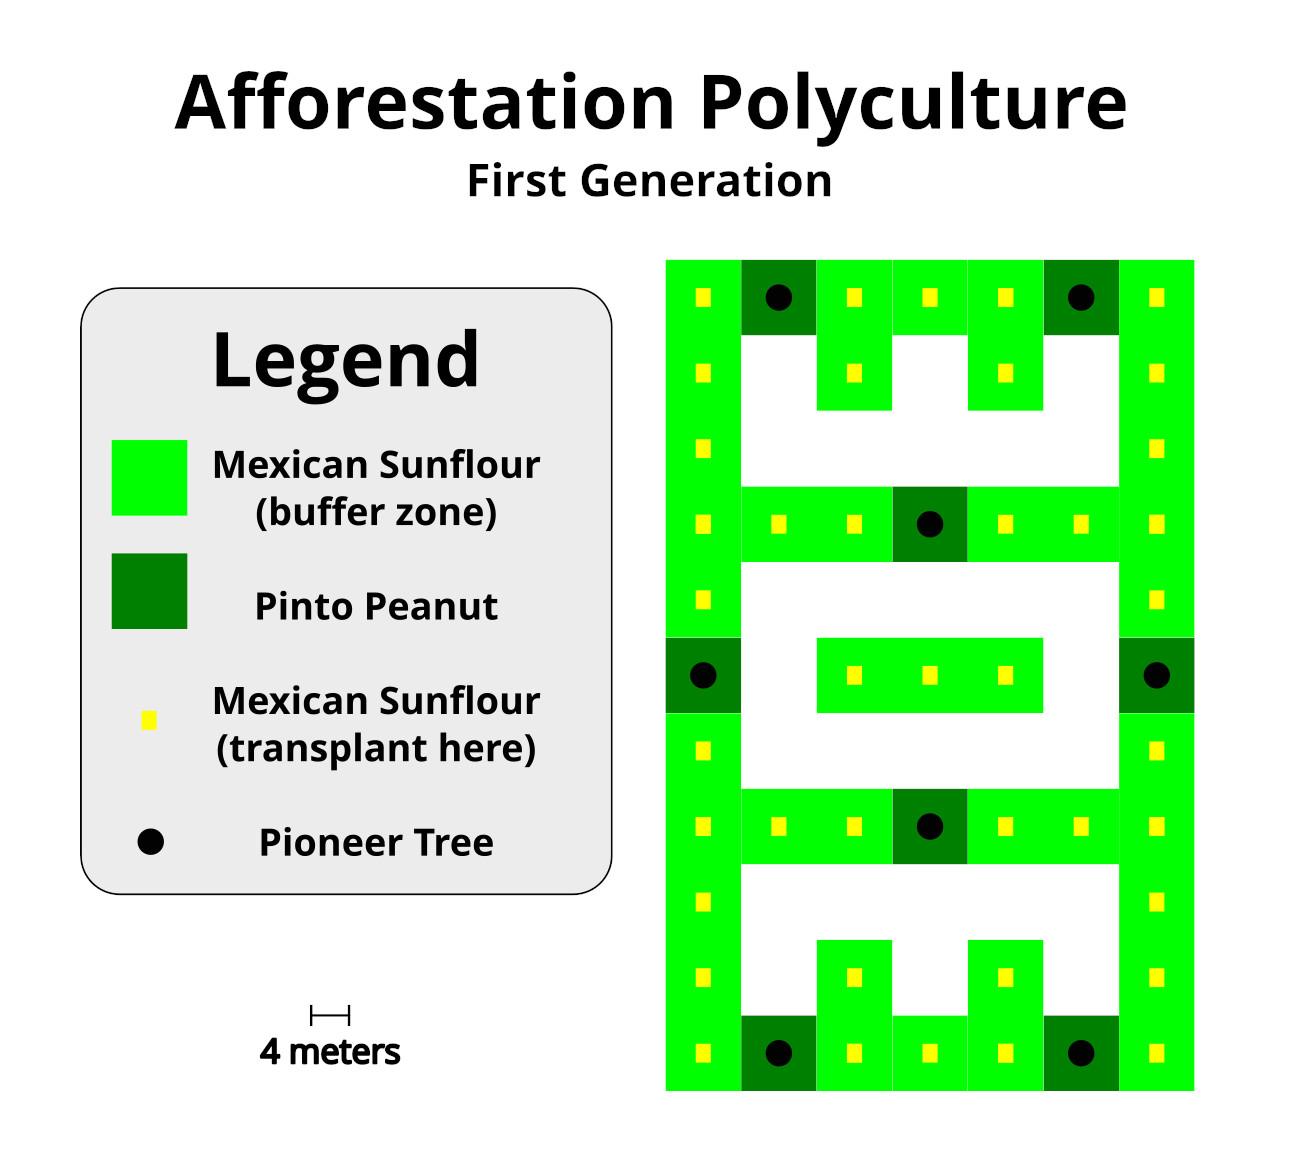 Afforestation Polyculture
First Generation
Legend
Mexican Sunflour
(buffer zone)
Pinto Peanut
Mexican Sunflour
(transplant here)
Pioneer Tree
4 meters